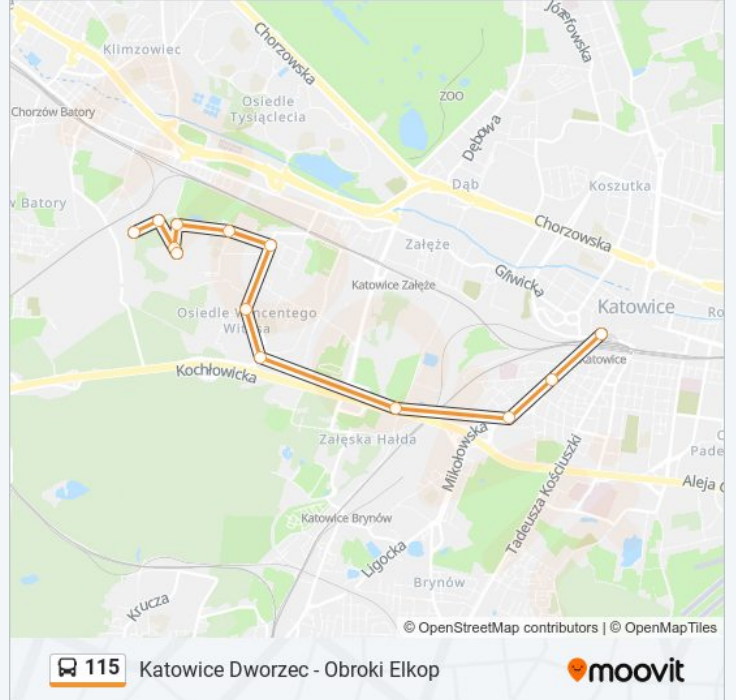 Józefowska
Chorzowska
Klimzowiec
ZOO
Osiedle
Tysiąclecia
Chorzów Batory
Dębowa
Dąb
Koszutka
w Batory
Chorzowska
Załęże
Gliwicka
Katowice Załęże
Katowice
Osiedle Wincentego
Witosa
Ro
Katowice
Kochłowicka
Załęska Hałda
Mikołowska
Tadeusza Kościuszki
C
Pade
Aleja G
Katowice Brynów
Ligocka
Brynów
Krucza
© OpenStreetMap contributors | © OpenMapTiles
115 Katowice Dworzec - Obroki Elkop
moovit